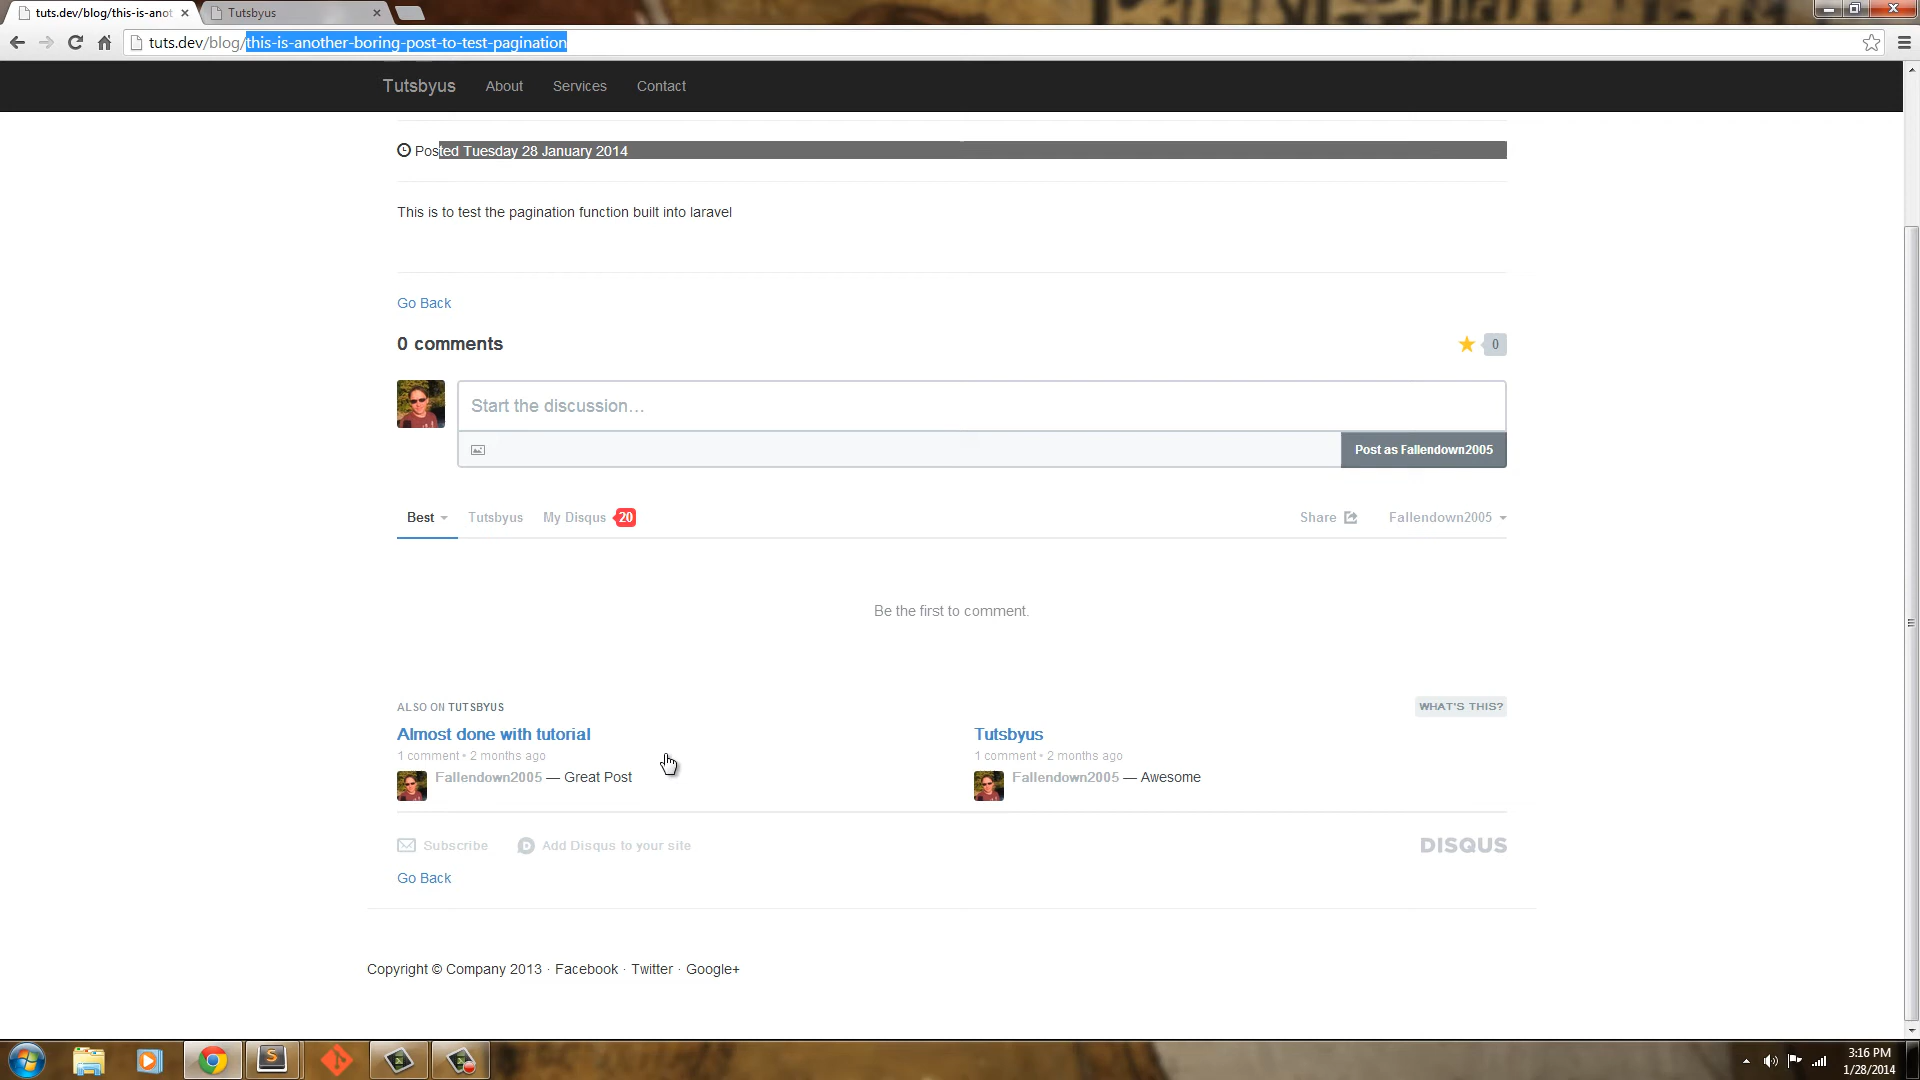 tuts.dev/blog/this-is-anot
Tutsbyus
tuts.dev/blog/this-is-another-boring-post-to-test-pagination
Tutsbyus About Services Contact
Posted Tuesday 28 January 2014
This is to test the pagination function built into laravel
Go Back
0 comments
0
Start the discussion…
Post as Fallendown2005
Best Tutsbyus My Disqus 20 Share Fallendown2005
Be the first to comment.
ALSO ON TUTSBYUS WHAT'S THIS?
Almost done with tutorial Tutsbyus
1 comment • 2 months ago 1 comment • 2 months ago
Fallendown2005 — Great Post Fallendown2005 — Awesome
Subscribe D Add Disqus to your site DISQUS
Go Back
Copyright © Company 2013 · Facebook · Twitter · Google+
3:16 PM
1/28/2014